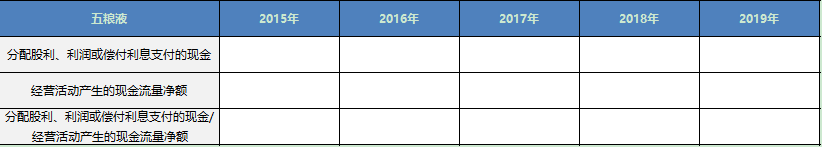 五粮液 2015年 2016年 2017年 2018年 2019年
分配股利、利润或偿付利息支付的现金
经营活动产生的现金流量净额
分配股利、利润或偿付利息支付的现金/
经营活动产生的现金流量净额